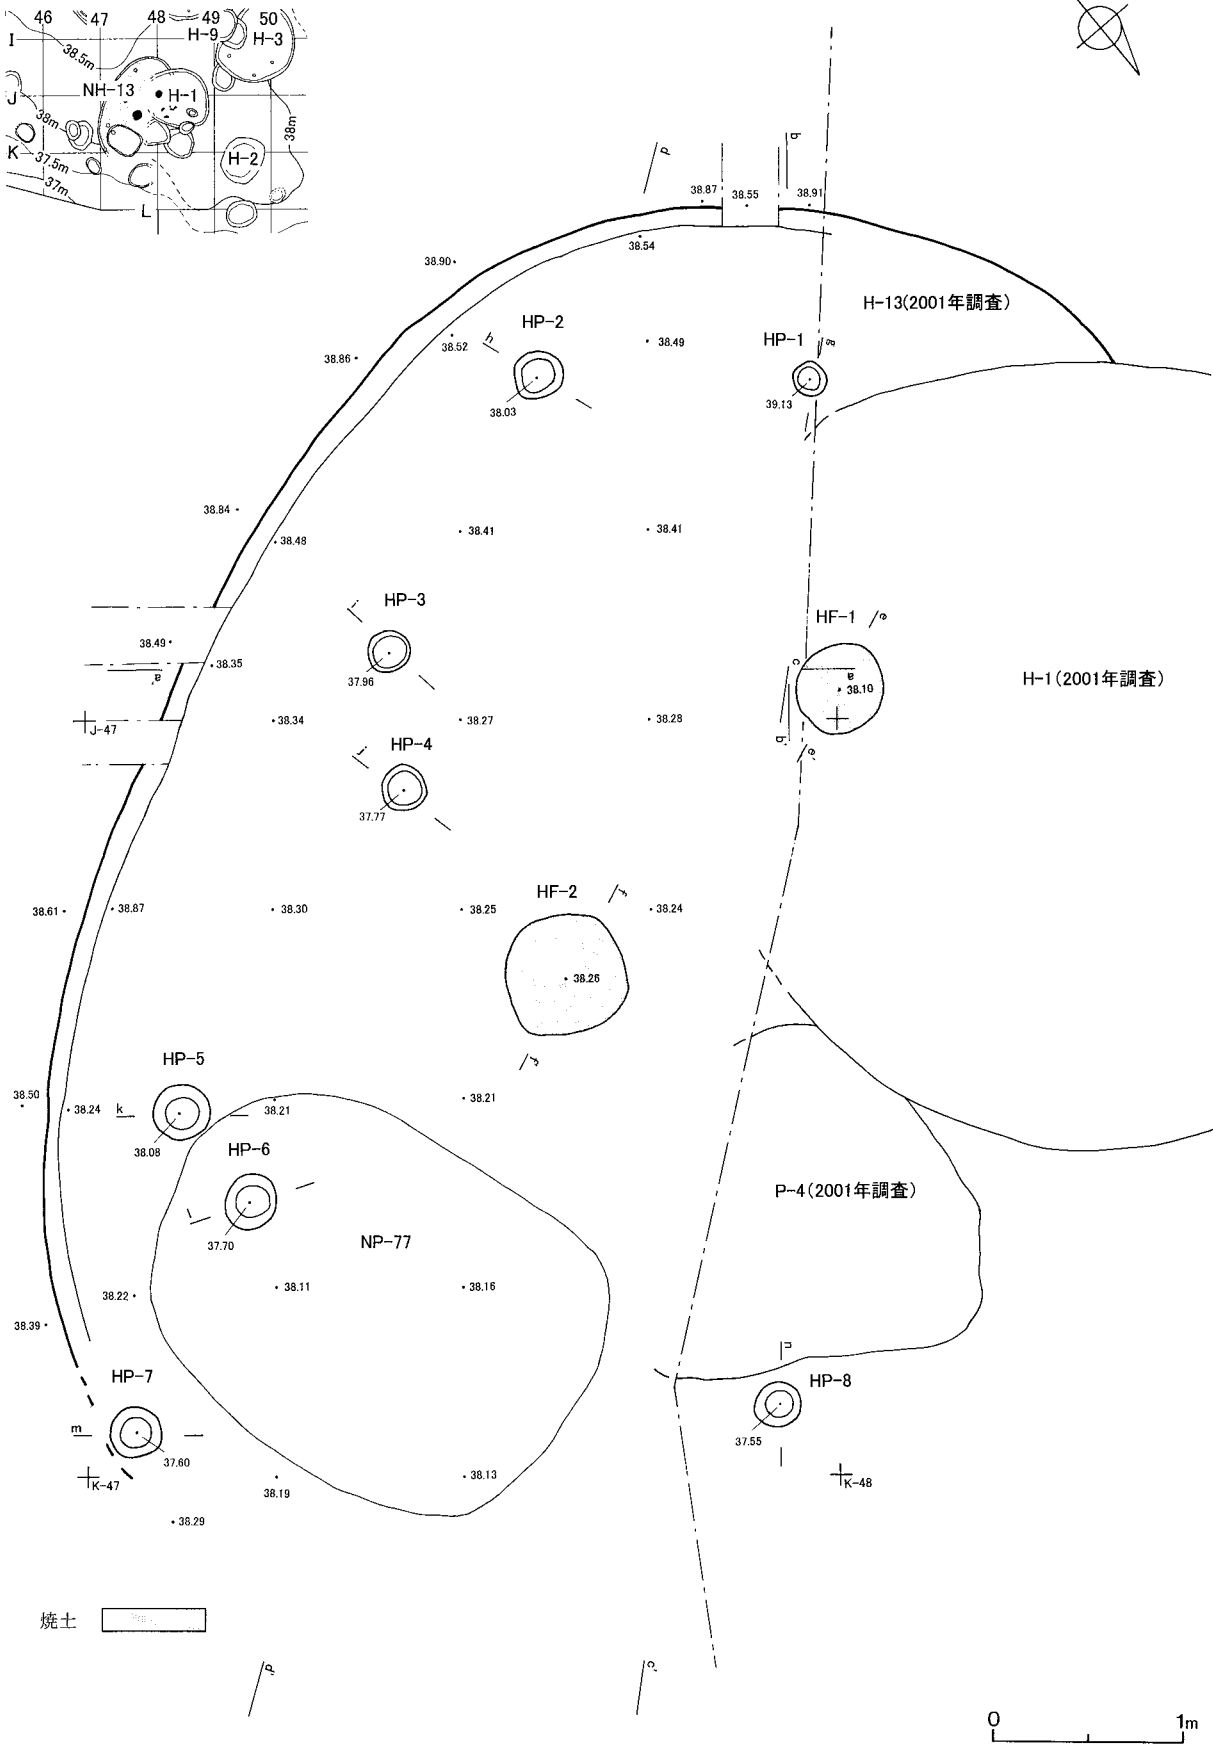 46 47 48 49 50
I
H-9 H-3
38.5m
NH-13 H-1
J
38m
38m
K
37.5m
H-2
37m
L
d
b
38.87 38.55 38.91
38.54
38.90
H-13(2001年調査)
HP-2
HP-1
h
38.52
38.49
g
38.86
38.03
39.13
38.84
38.48
38.41
38.41
HP-3
i
HF-1
e
38.49
38.35
c
a'
37.96
a
38.10
H-1(2001年調査)
J-47
38.34
38.27
38.28
b'
HP-4
j
e'
37.77
HF-2
f
38.61
38.87
38.30
38.25
38.24
38.26
HP-5
f'
38.50
38.24
k
38.21
38.21
38.08
HP-6
P-4(2001年調査)
l
37.70
NP-77
38.22
38.11
38.16
38.39
n
HP-7
HP-8
m
37.60
37.55
K-47
38.19
38.13
K-48
38.29
焼土
d'
c'
0 1m